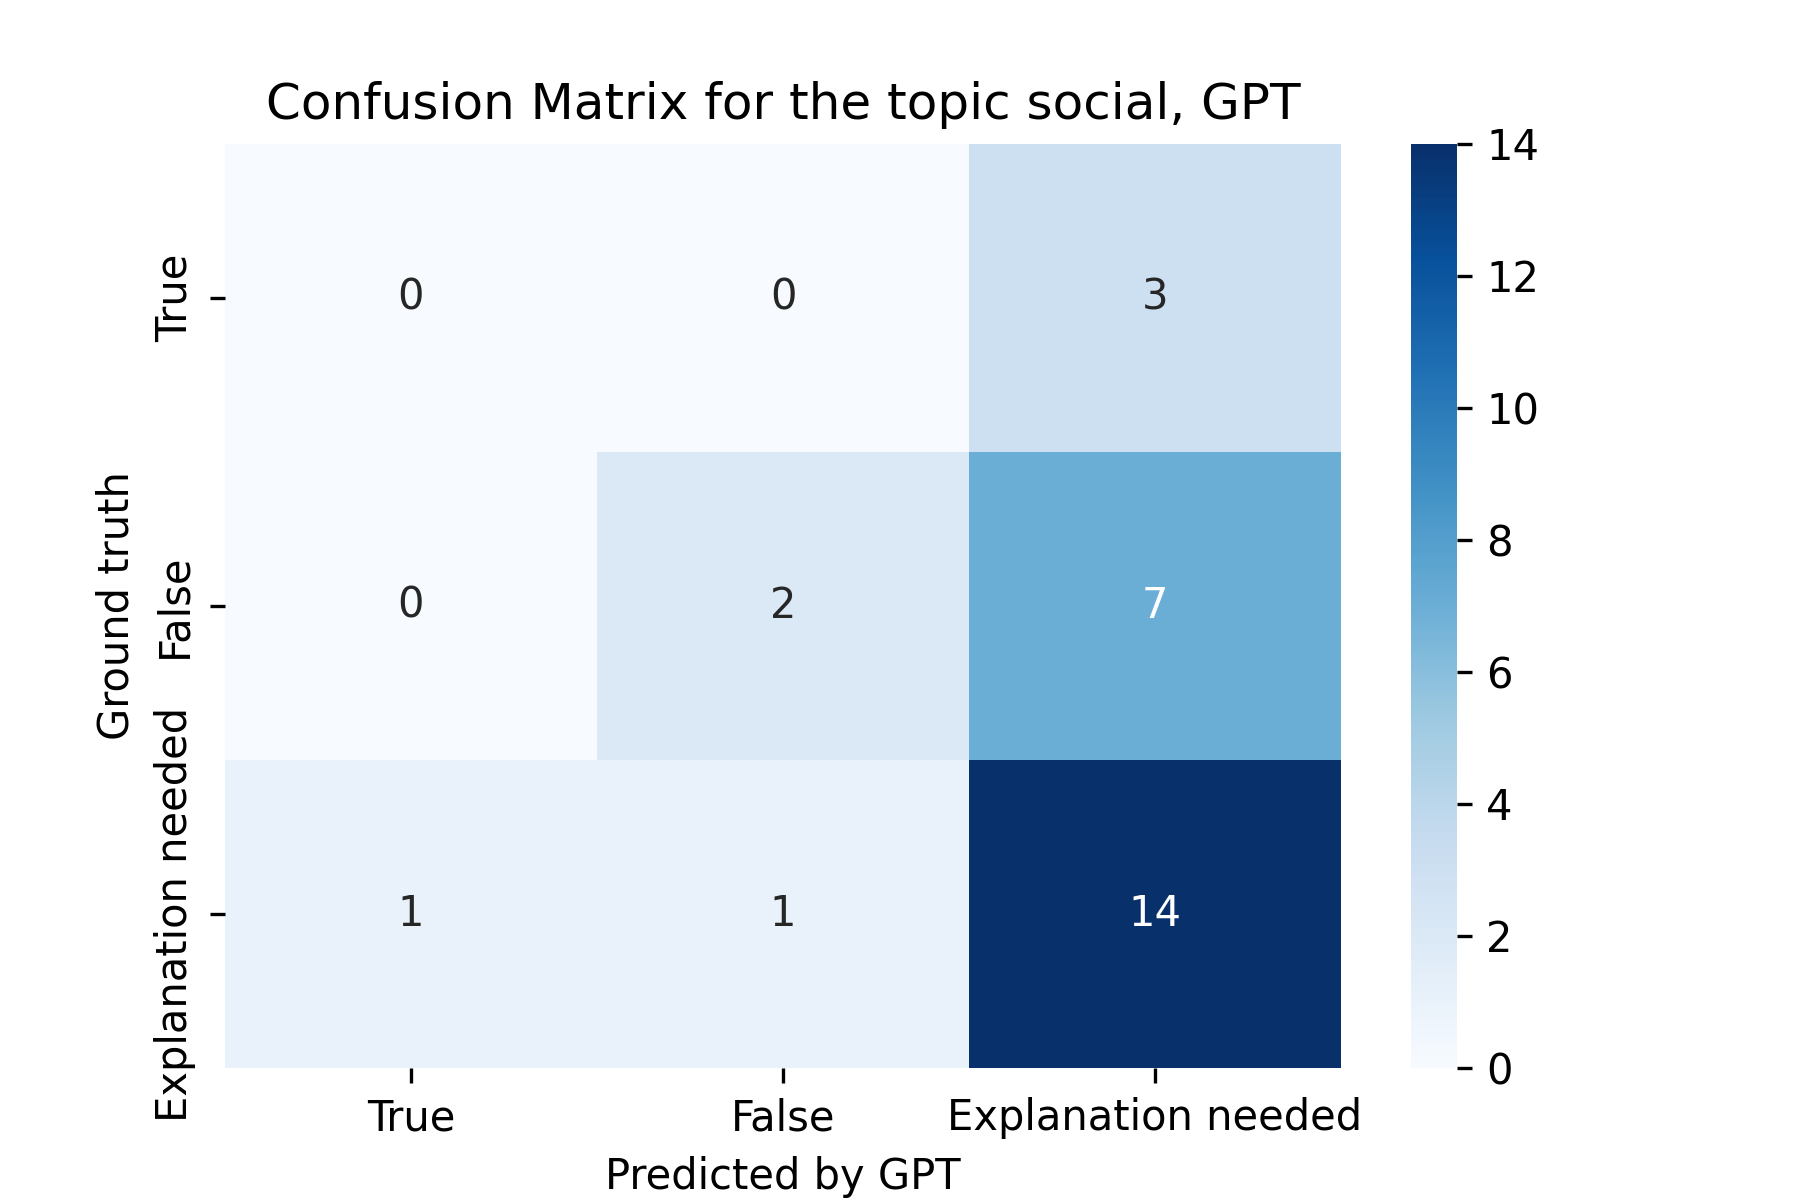 Confusion Matrix for the topic social, GPT
Ground truth
True
0
0
3
False
0
2
7
Explanation needed
1
1
14
True
False
Explanation needed
Predicted by GPT
14
12
10
8
6
4
2
0